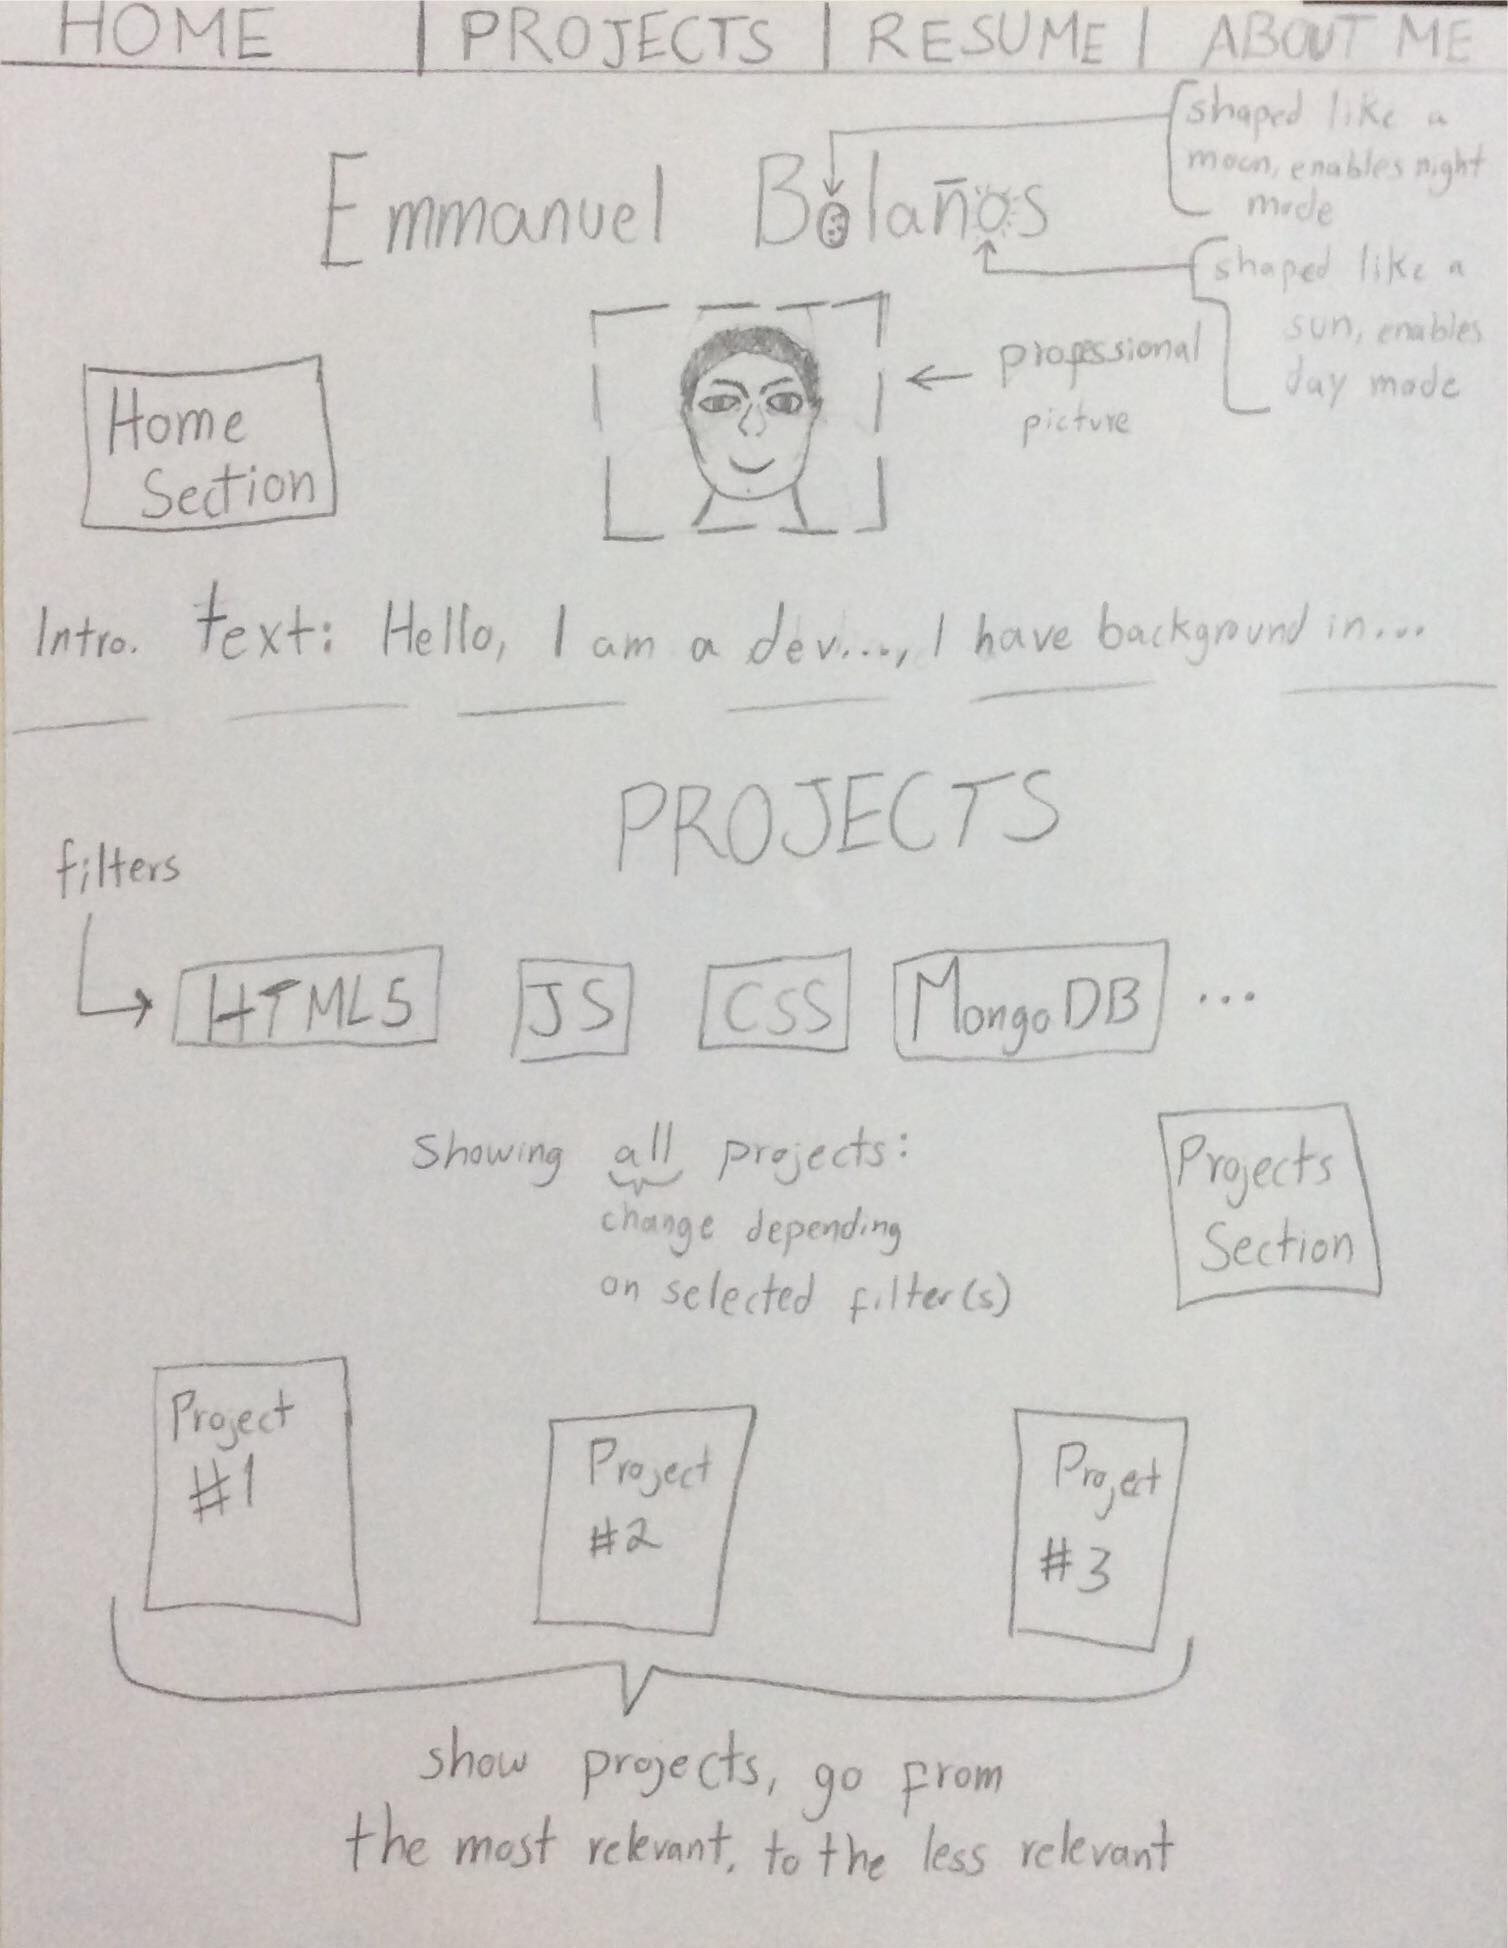 HOME | PROJECTS | RESUME | ABOUT ME
shaped like a
moon, enables night
mode
Emmanuel Bolaños
shaped like a
sun, enables
day mode
professional
picture
Home
Section
Intro. text: Hello, I am a dev..., I have background in...
PROJECTS
filters
HTML5 JS CSS MongoDB ...
Showing all projects:
change depending
on selected filter(s)
Projects
Section
Project
#1
Project
#2
Project
#3
show projects, go from
the most relevant, to the less relevant